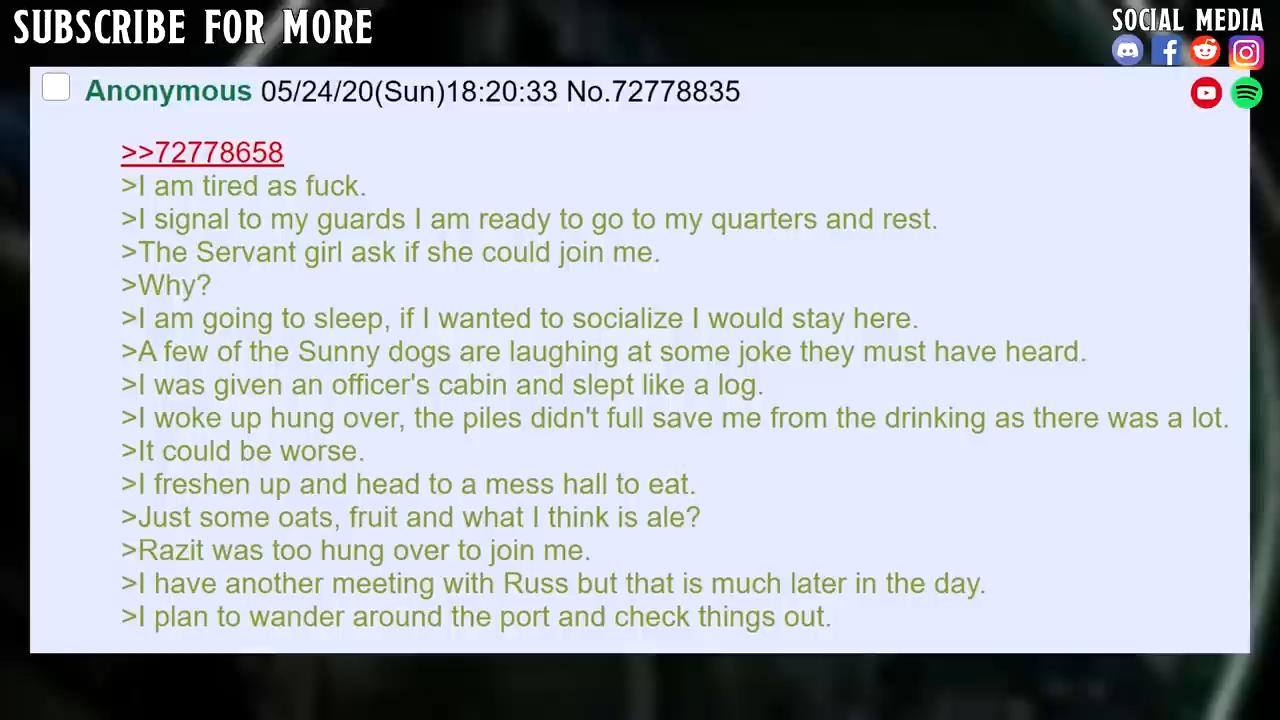 SUBSCRIBE FOR MORE
SOCIAL MEDIA
Anonymous 05/24/20(Sun)18:20:33 No.72778835
>>72778658
>I am tired as fuck.
>I signal to my guards I am ready to go to my quarters and rest.
>The Servant girl ask if she could join me.
>Why?
>I am going to sleep, if I wanted to socialize I would stay here.
>A few of the Sunny dogs are laughing at some joke they must have heard.
>I was given an officer's cabin and slept like a log.
>I woke up hung over, the piles didn't full save me from the drinking as there was a lot.
>It could be worse.
>I freshen up and head to a mess hall to eat.
>Just some oats, fruit and what I think is ale?
>Razit was too hung over to join me.
>I have another meeting with Russ but that is much later in the day.
>I plan to wander around the port and check things out.